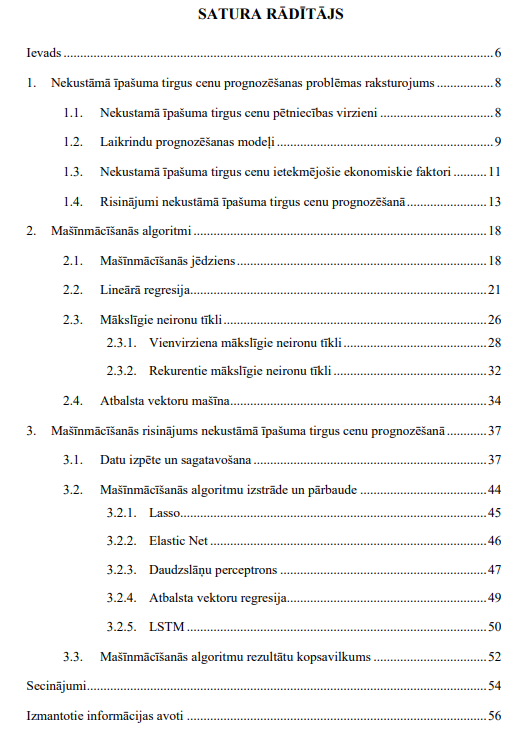 SATURA RĀDĪTĀJS
Ievads ........ 6
1. Nekustāmā īpašuma tirgus cenu prognozēšanas problēmas raksturojums ........ 8
1.1. Nekustamā īpašuma tirgus cenu pētniecības virzieni ........ 8
1.2. Laikrindu prognozēšanas modeļi ........ 9
1.3. Nekustamā īpašuma tirgus cenu ietekmējošie ekonomiskie faktori ........ 11
1.4. Risinājumi nekustāmā īpašuma tirgus cenu prognozēšanā ........ 13
2. Mašīnmācīšanās algoritmi ........ 18
2.1. Mašīnmācīšanās jēdziens ........ 18
2.2. Lineārā regresija ........ 21
2.3. Mākslīgie neironu tīkli ........ 26
2.3.1. Vienvirziena mākslīgie neironu tīkli ........ 28
2.3.2. Rekurentie mākslīgie neironu tīkli ........ 32
2.4. Atbalsta vektoru mašīna ........ 34
3. Mašīnmācīšanās risinājums nekustāmā īpašuma tirgus cenu prognozēšanā ........ 37
3.1. Datu izpēte un sagatavošana ........ 37
3.2. Mašīnmācīšanās algoritmu izstrāde un pārbaude ........ 44
3.2.1. Lasso ........ 45
3.2.2. Elastic Net ........ 46
3.2.3. Daudzslāņu perceptrons ........ 47
3.2.4. Atbalsta vektoru regresija ........ 49
3.2.5. LSTM ........ 50
3.3. Mašīnmācīšanās algoritmu rezultātu kopsavilkums ........ 52
Secinājumi ........ 54
Izmantotie informācijas avoti ........ 56